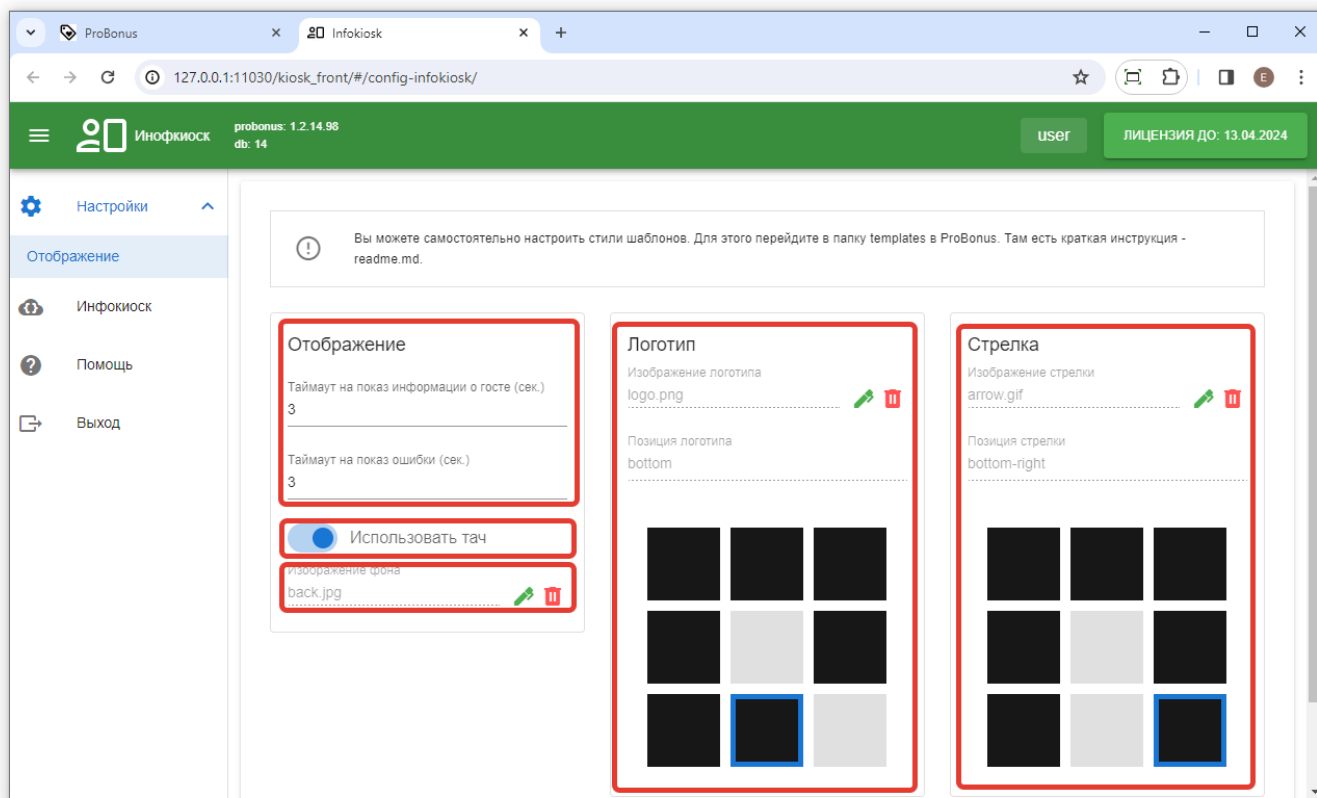 ProBonus
Infokiosk
127.0.0.1:11030/kiosk_front/#/config-infokiosk/
E
Инофкиоск
probonus: 1.2.14.98
db: 14
user
ЛИЦЕНЗИЯ ДО: 13.04.2024
Настройки
Отображение
Инфокиоск
Помощь
Выход
Вы можете самостоятельно настроить стили шаблонов. Для этого перейдите в папку templates в ProBonus. Там есть краткая инструкция -
readme.md.
Отображение
Таймаут на показ информации о госте (сек.)
3
Таймаут на показ ошибки (сек.)
3
Использовать тач
Изображение фона
back.jpg
Логотип
Изображение логотипа
logo.png
Позиция логотипа
bottom
Стрелка
Изображение стрелки
arrow.gif
Позиция стрелки
bottom-right